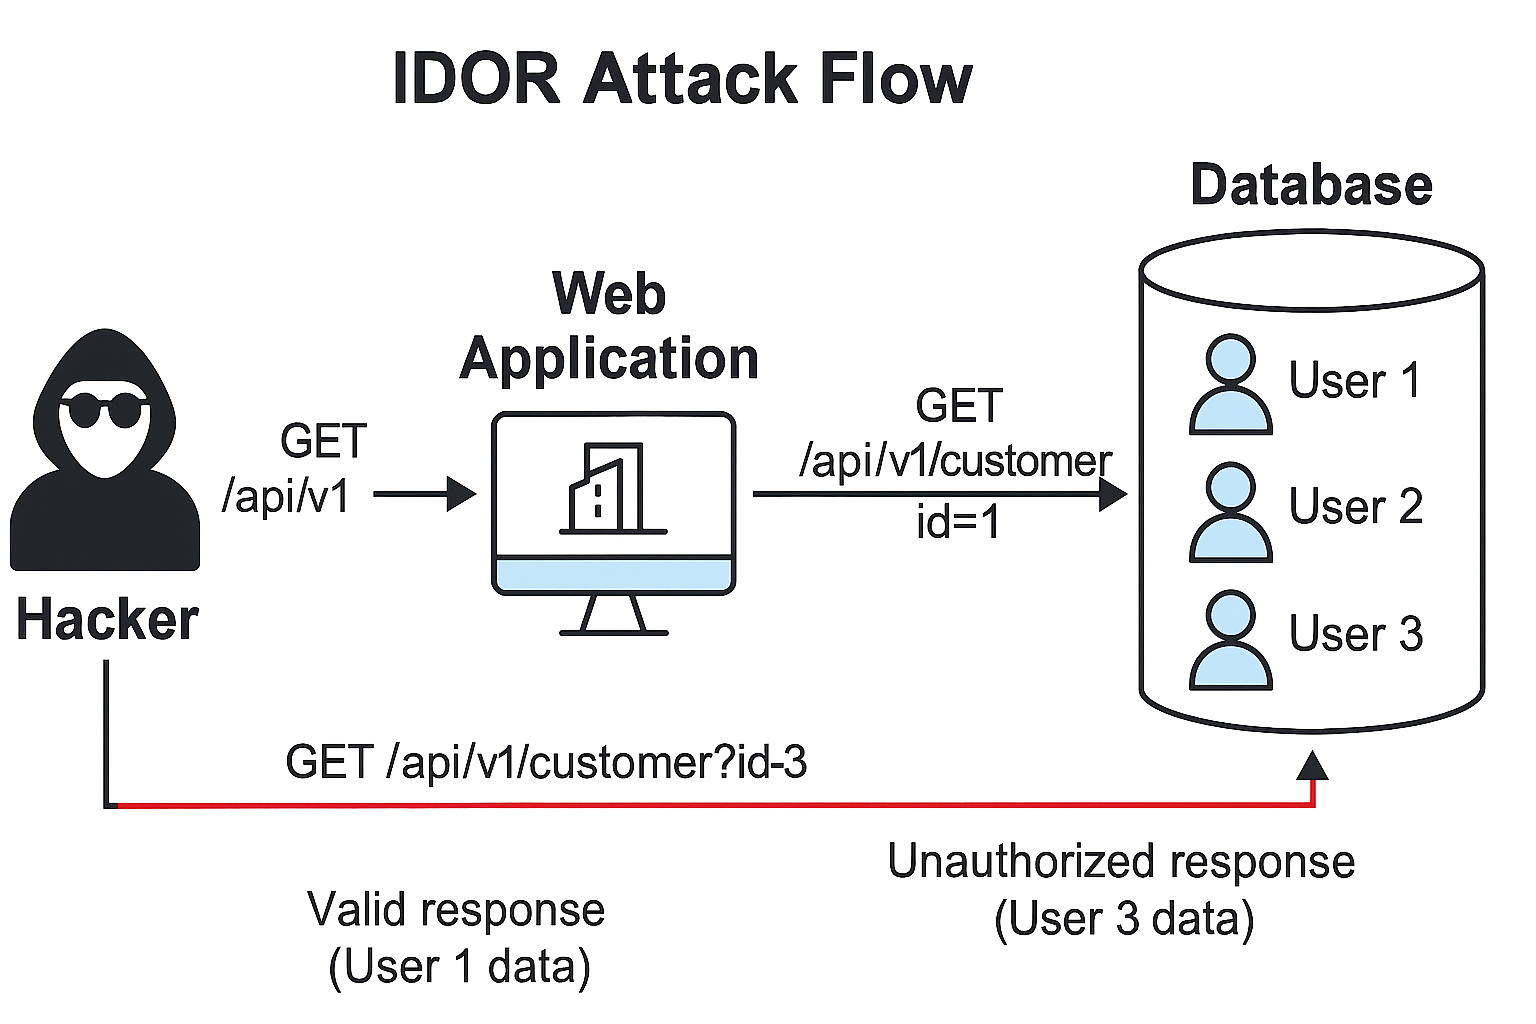 IDOR Attack Flow
Database
Web
Application
GET
/api/v1
GET
/api/v1/customer
id=1
User 1
User 2
User 3
Hacker
GET /api/v1/customer?id-3
Unauthorized response
(User 3 data)
Valid response
(User 1 data)